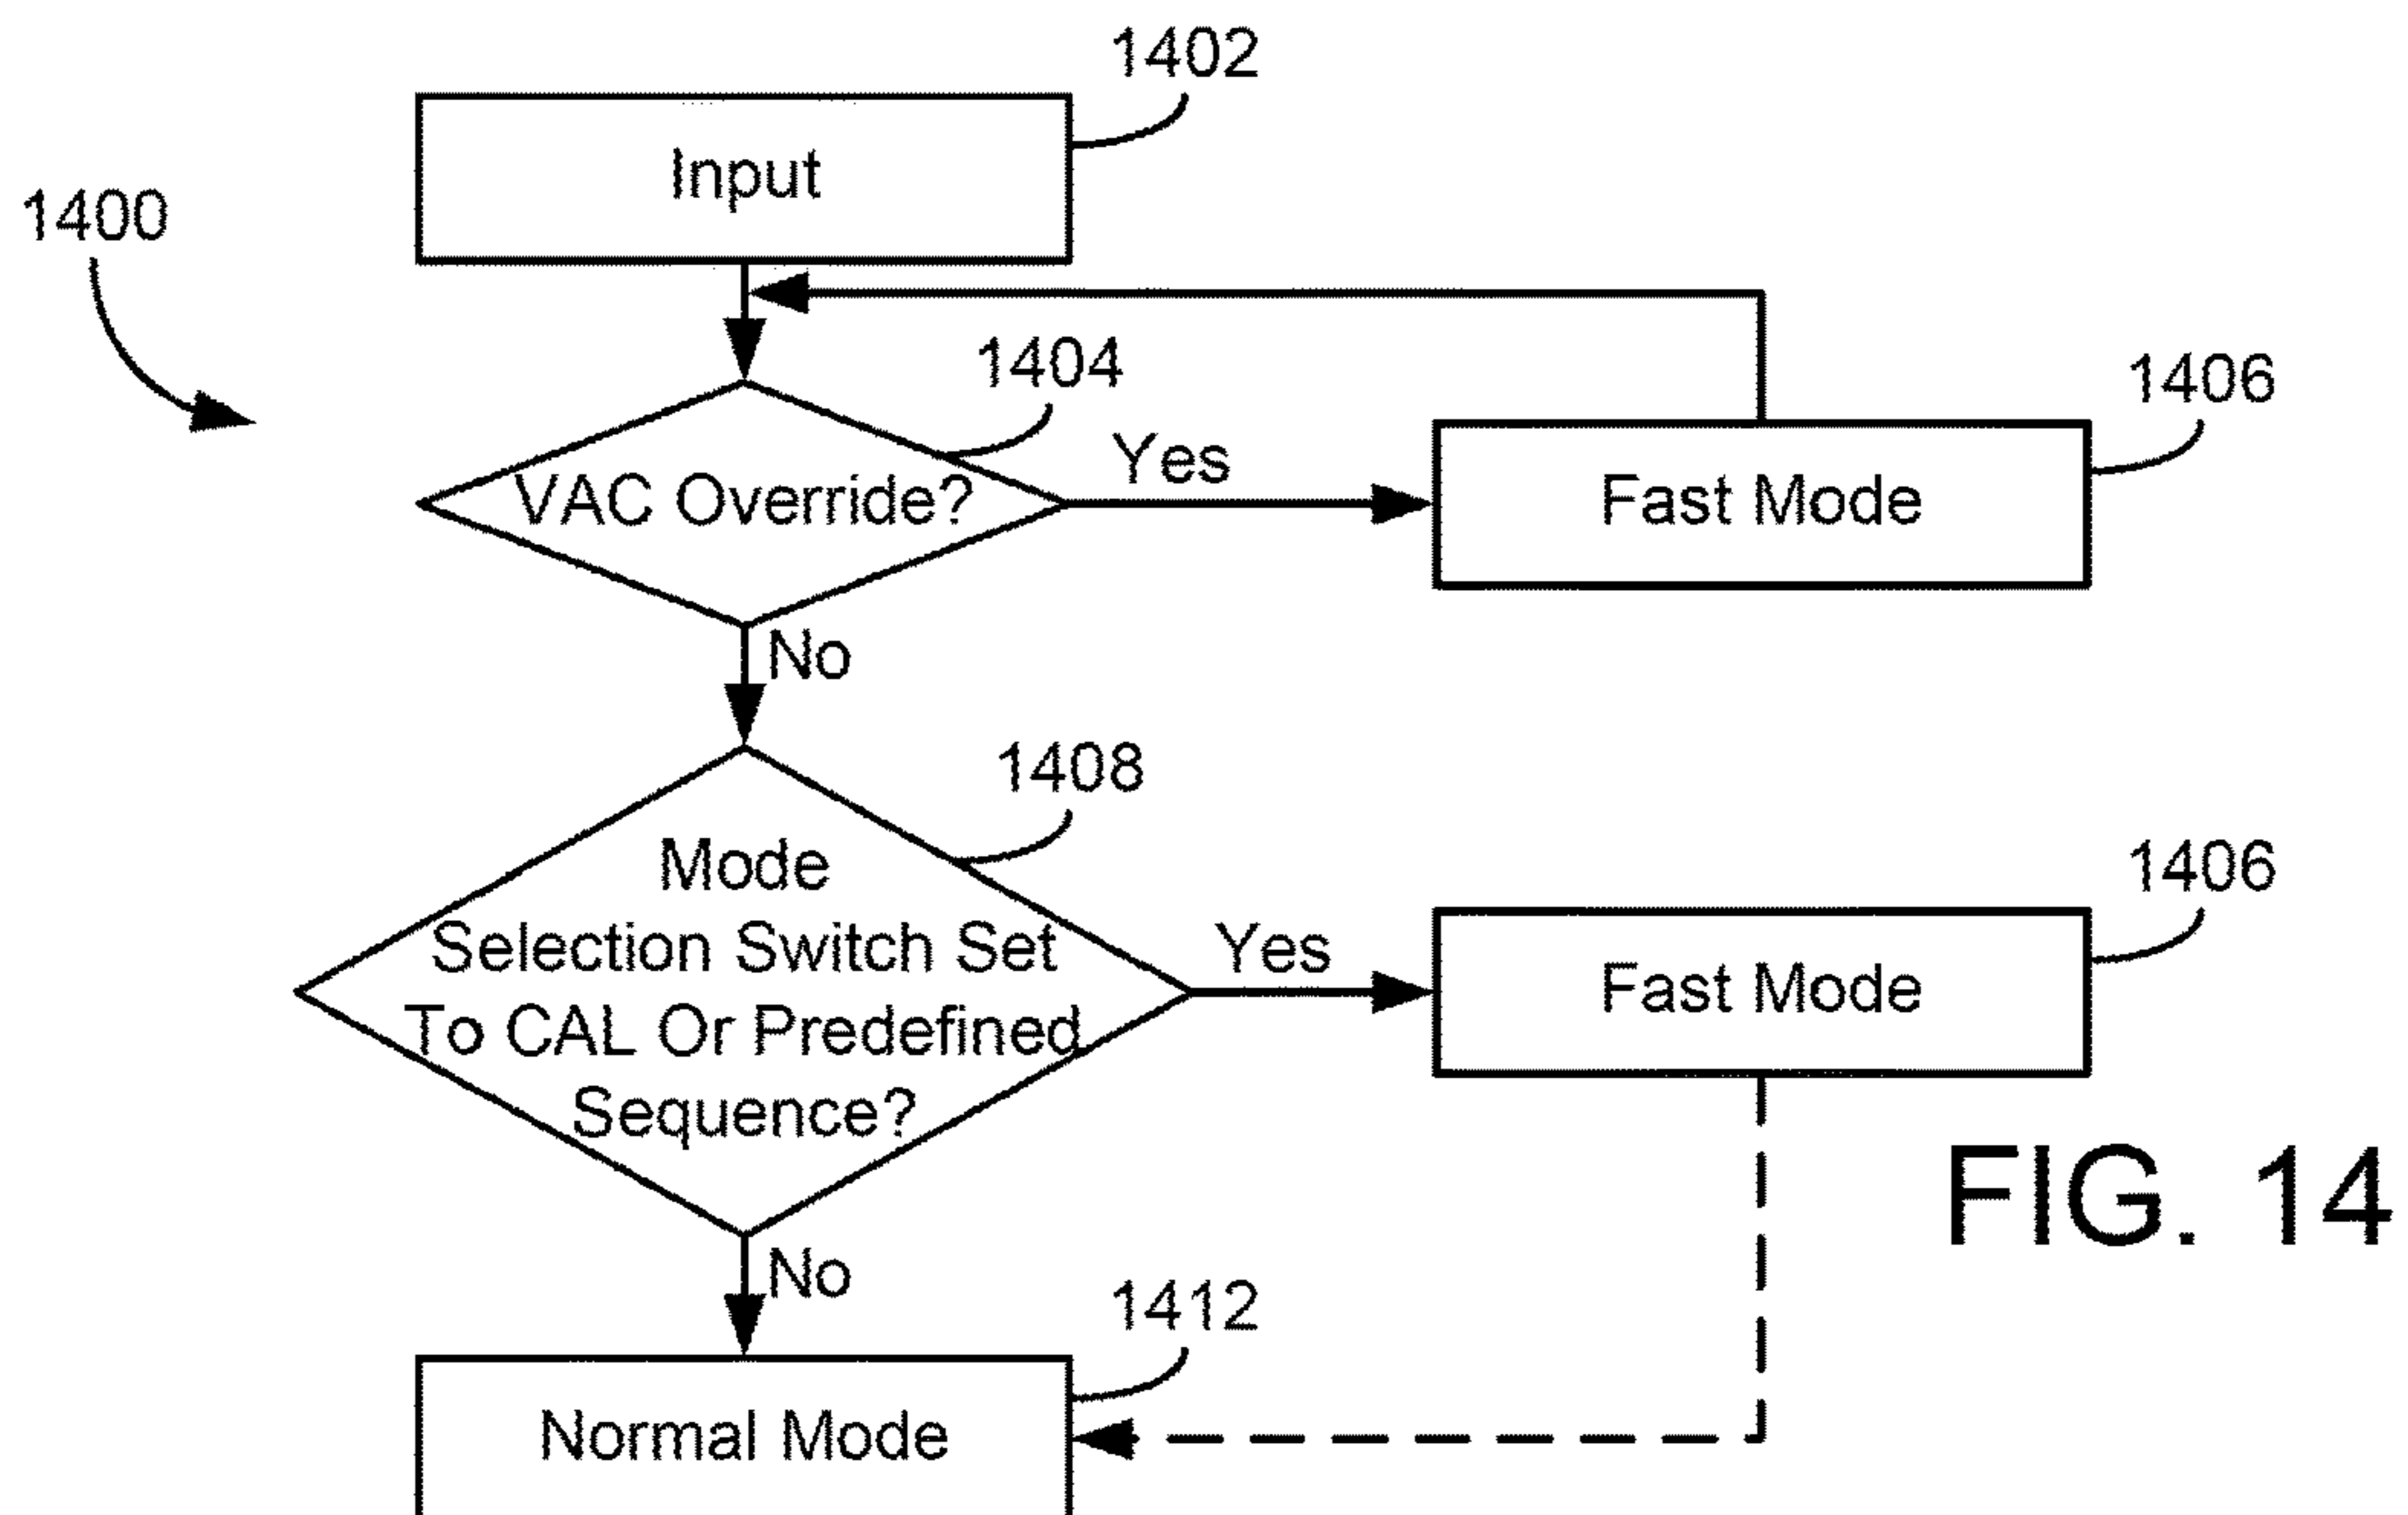 1402
Input
1400
1404
VAC Override?
Yes
1406
Fast Mode
No
1408
Mode
Selection Switch Set
To CAL Or Predefined
Sequence?
Yes
1406
Fast Mode
FIG. 14
No
1412
Normal Mode